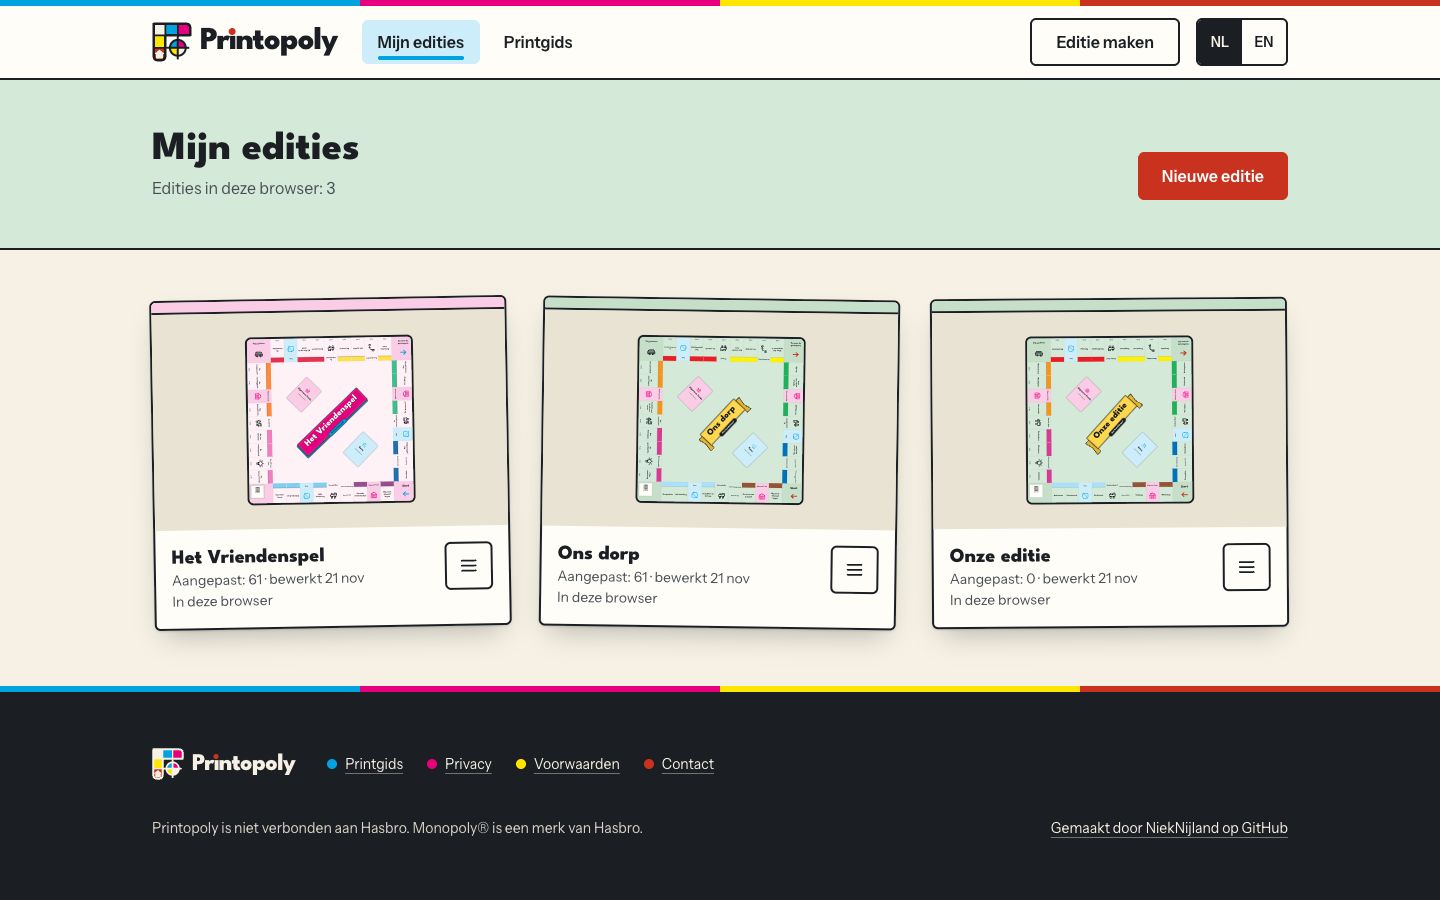 Printopoly
Mijn edities
Printgids
Editie maken
NL
EN
Mijn edities
Edities in deze browser: 3
Nieuwe editie
Het Vriendenspel
Ons dorp
Onze editie
Het Vriendenspel
Aangepast: 61 · bewerkt 21 nov
In deze browser
Ons dorp
Aangepast: 61 · bewerkt 21 nov
In deze browser
Onze editie
Aangepast: 0 · bewerkt 21 nov
In deze browser
Printopoly
Printgids
Privacy
Voorwaarden
Contact
Printopoly is niet verbonden aan Hasbro. Monopoly® is een merk van Hasbro.
Gemaakt door NiekNijland op GitHub